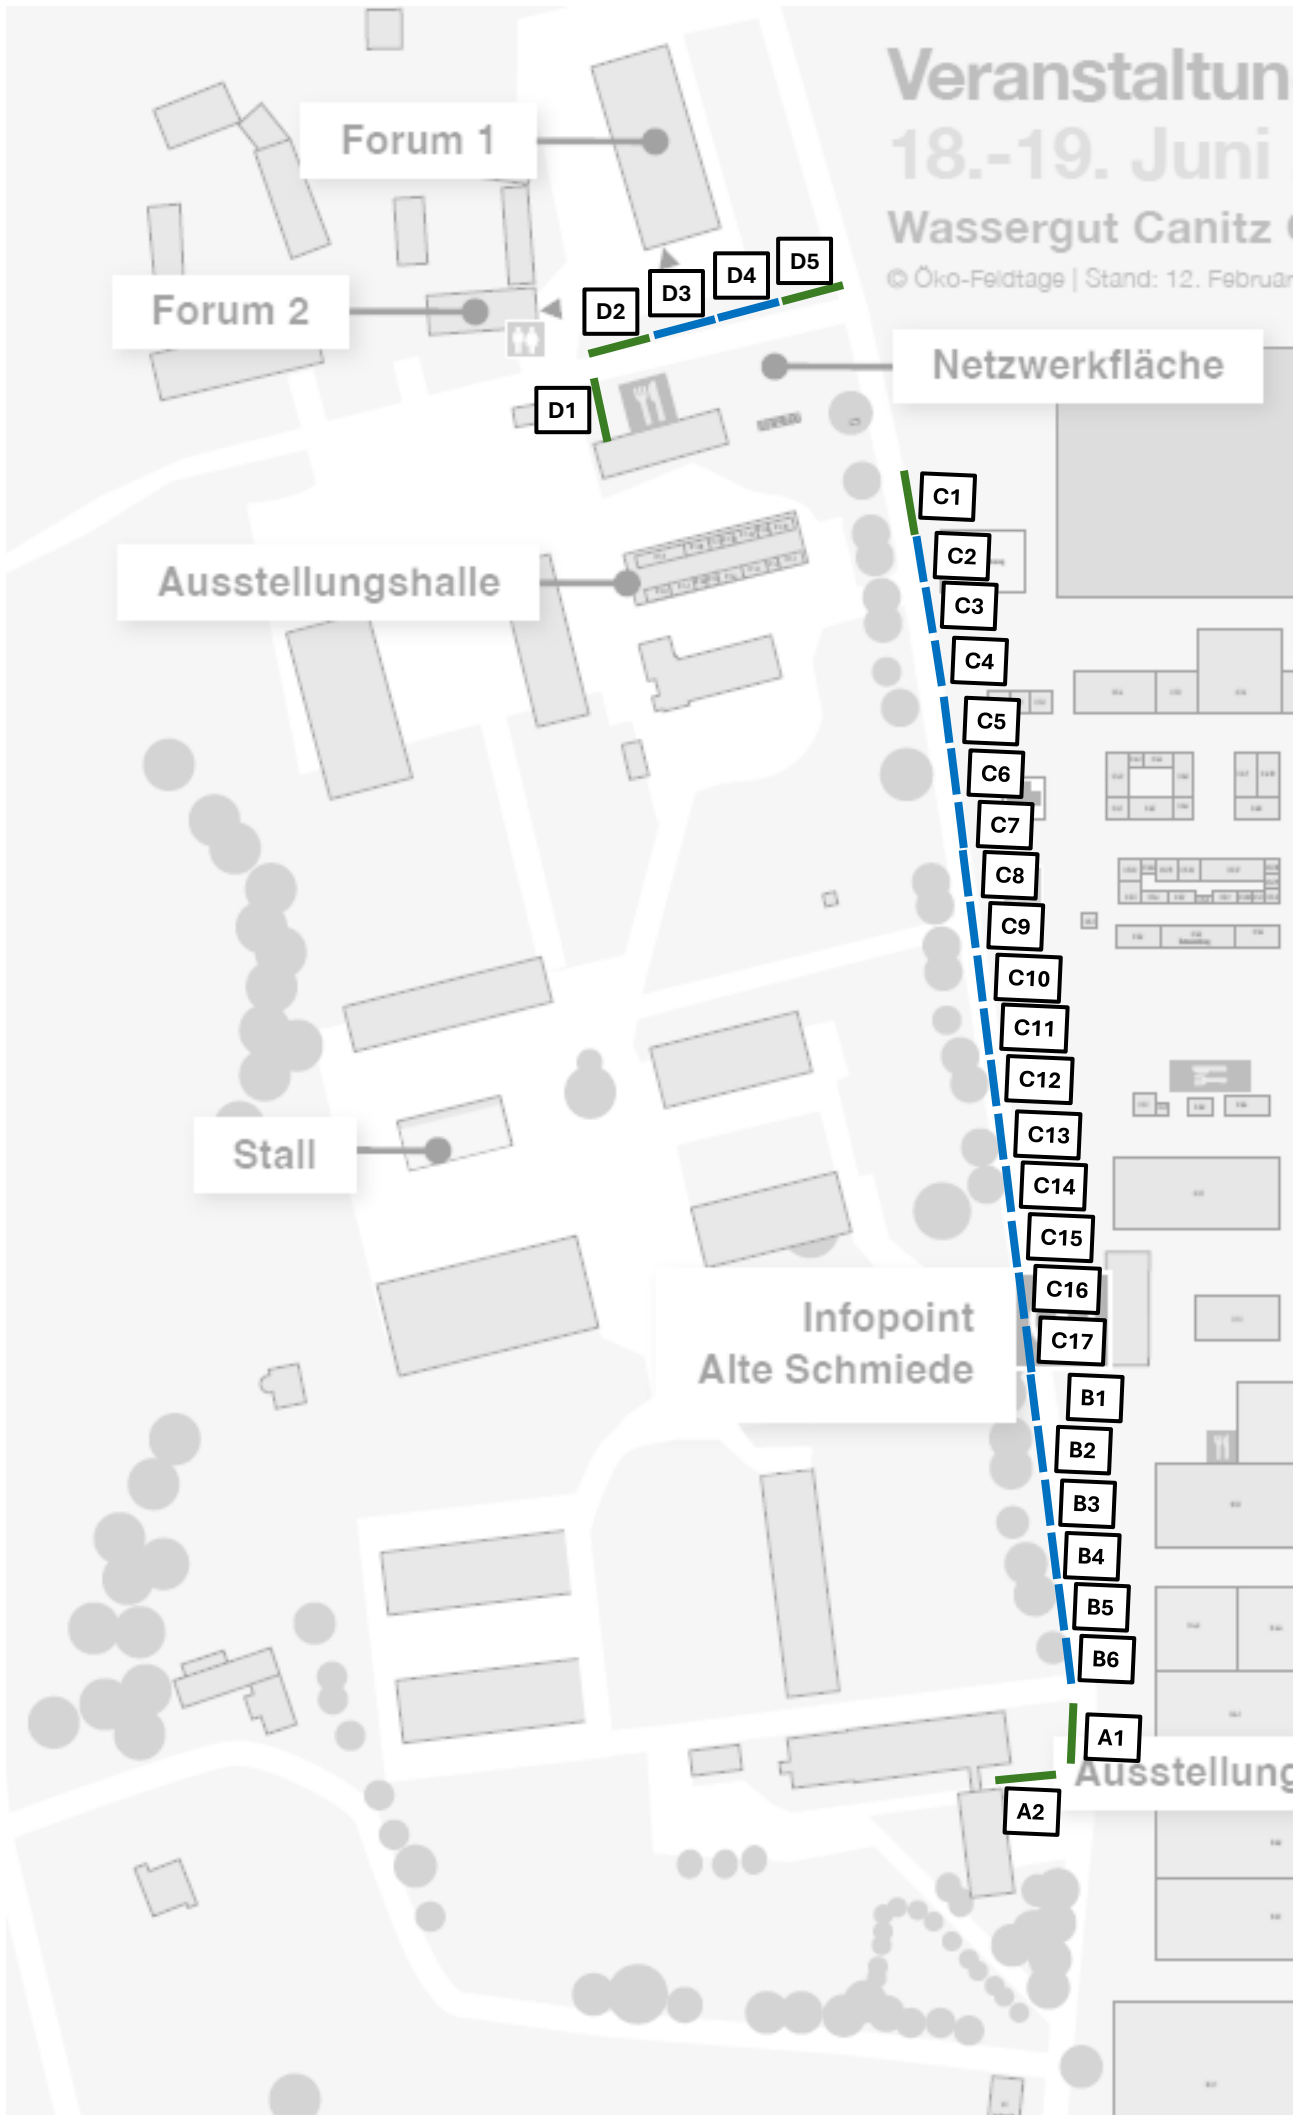 Veranstaltun
18.-19. Juni
Wassergut Canitz
© Öko-Feldtage | Stand: 12. Februar
Forum 1
Forum 2
D5
D4
D3
D2
Netzwerkfläche
D1
C1
C2
Ausstellungshalle
C3
C4
C5
C6
C7
C8
C9
C10
C11
C12
C13
Stall
C14
C15
C16
Infopoint
Alte Schmiede
C17
B1
B2
B3
B4
B5
B6
A1
Ausstellung
A2